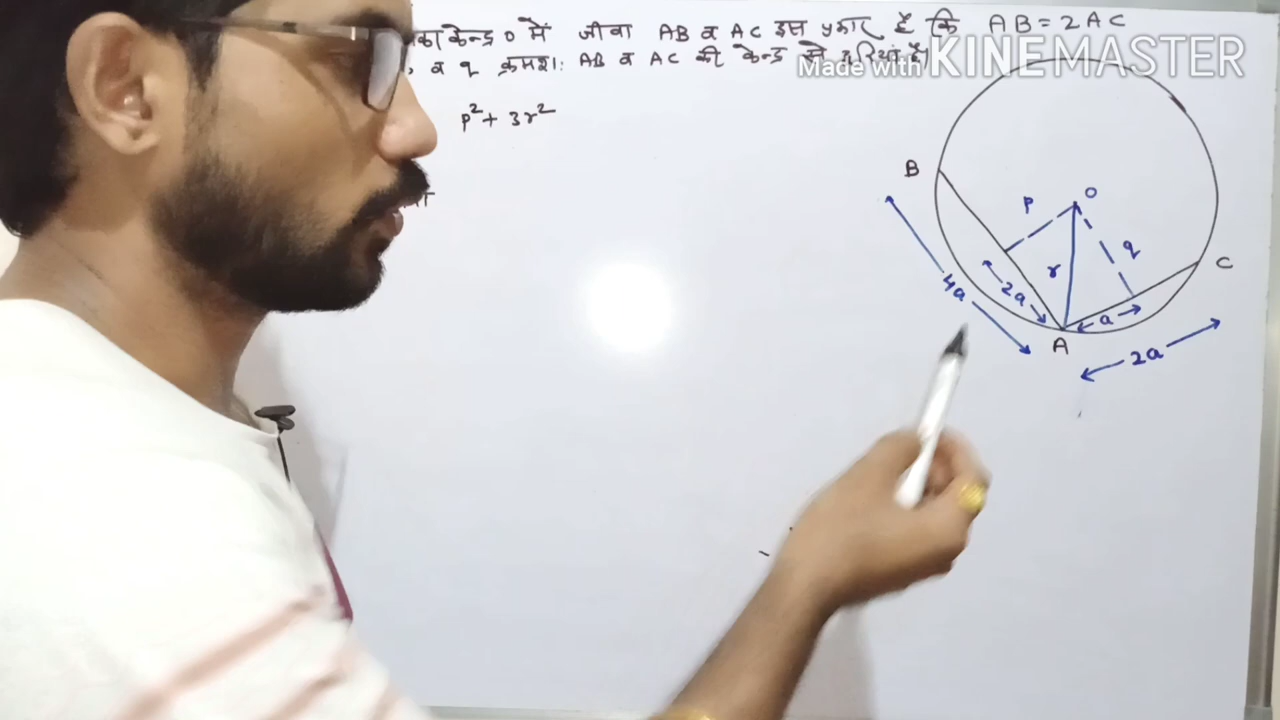 केन्द्र O में जीवा AB व AC इस प्रकार हैं कि AB = 2AC
व q क्रमशः AB व AC की केन्द्र से
Made with KINEMASTER
p² + 3r²
B
O
p
q
C
r
4a
2a
a
A
2a